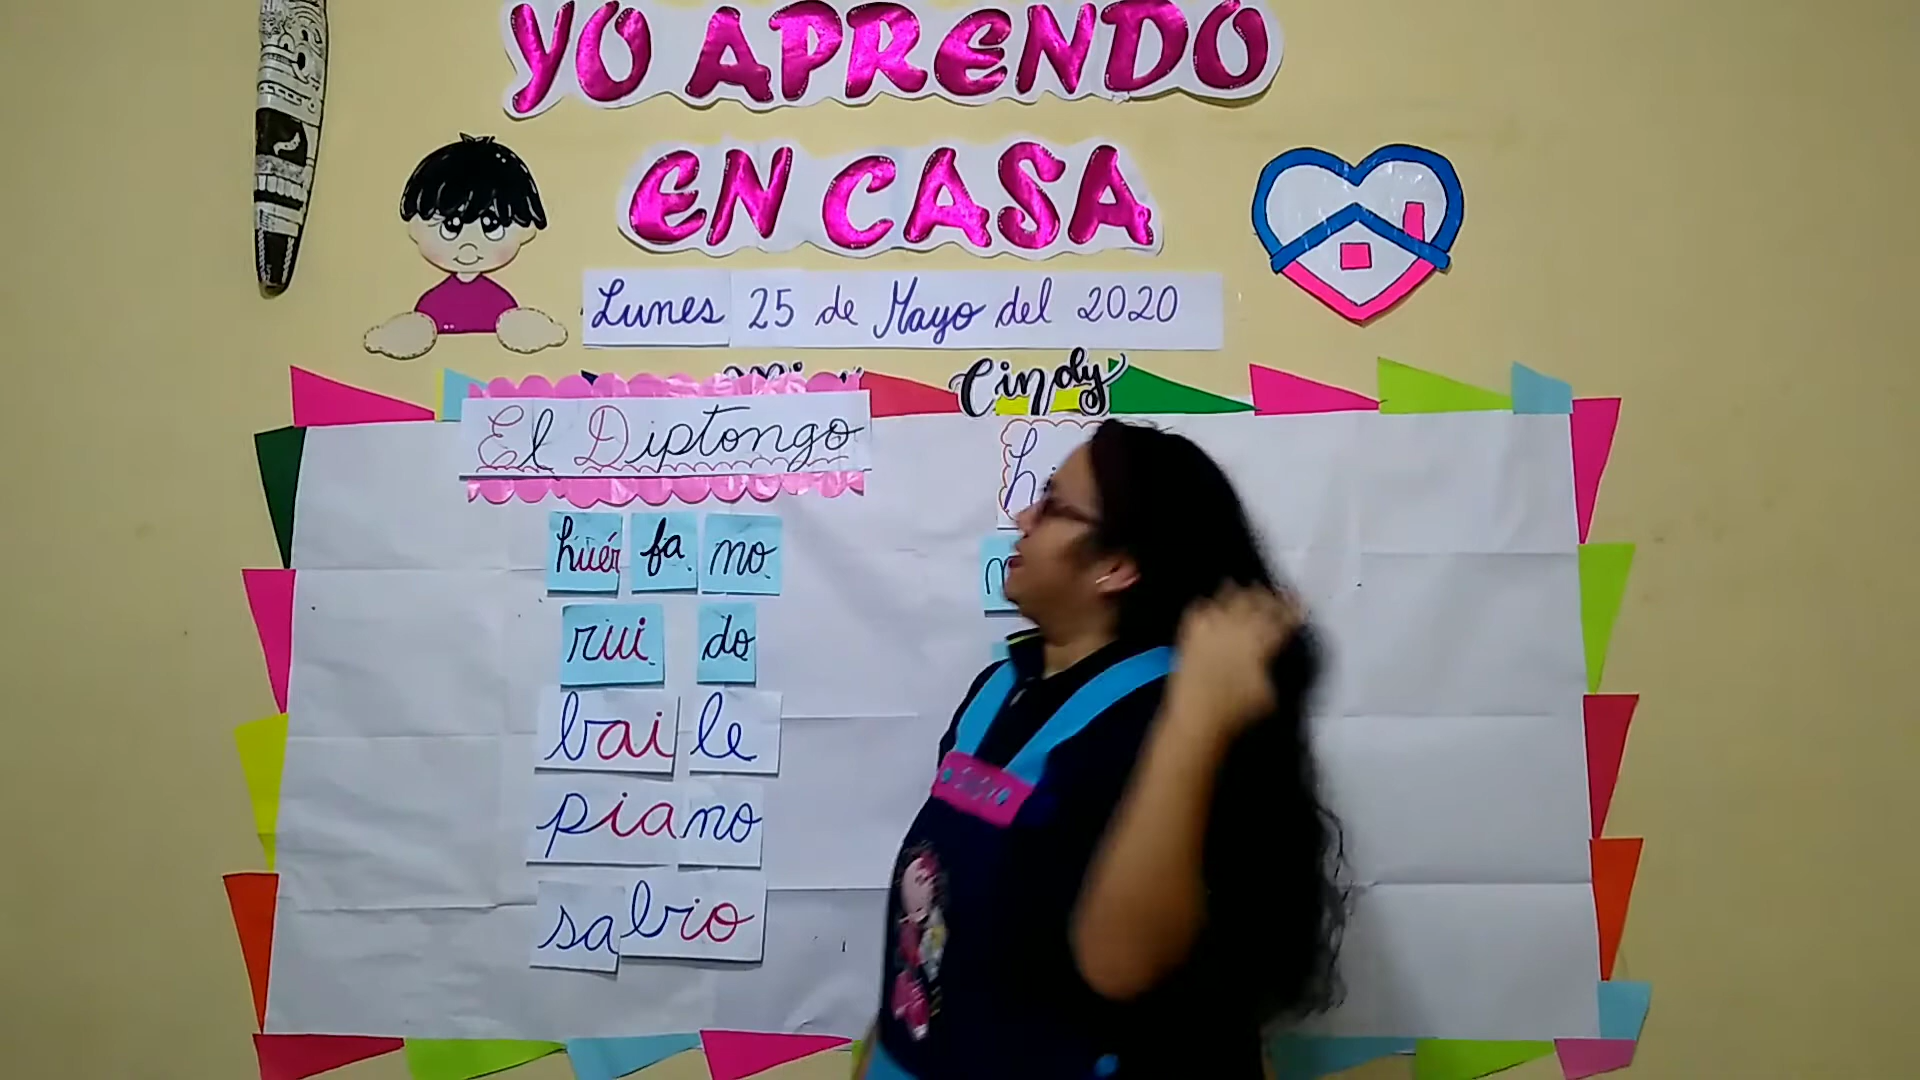 YO APRENDO
EN CASA
Lunes 25 de Mayo del 2020
Cindy
El Diptongo
huér fa no
rui do
bai le
piano
sabio